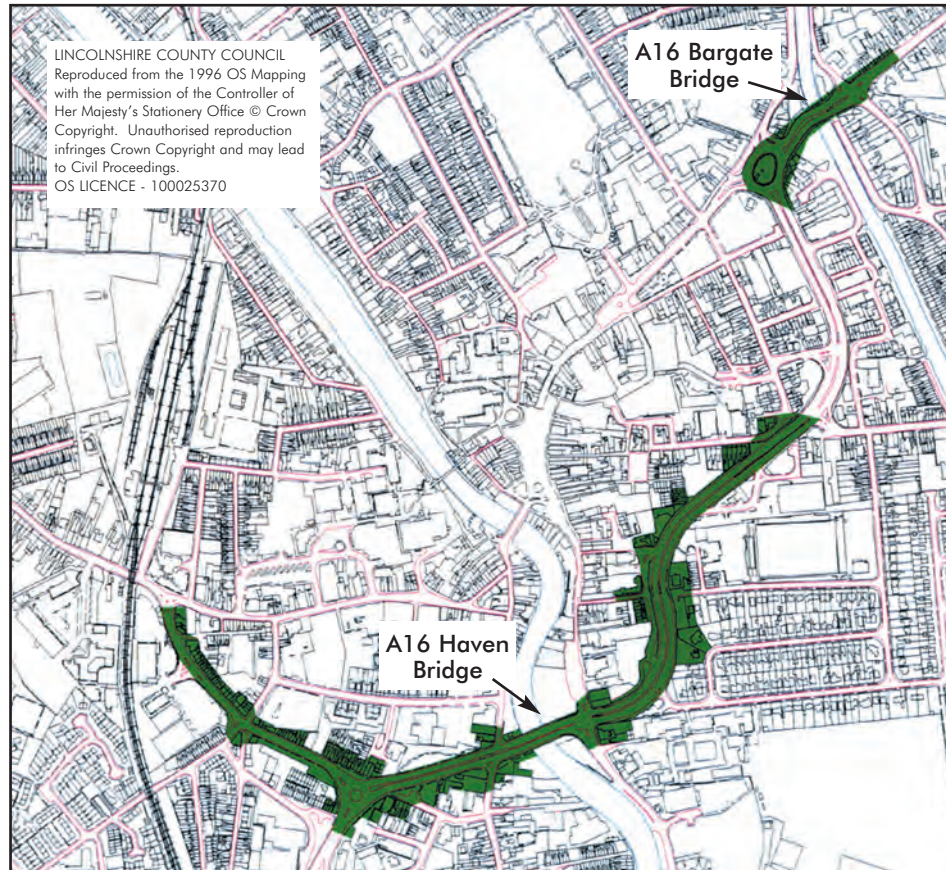 LINCOLNSHIRE COUNTY COUNCIL
Reproduced from the 1996 OS Mapping
with the permission of the Controller of
Her Majesty's Stationery Office © Crown
Copyright. Unauthorised reproduction
infringes Crown Copyright and may lead
to Civil Proceedings.
OS LICENCE - 100025370
A16 Bargate
Bridge
A16 Haven
Bridge